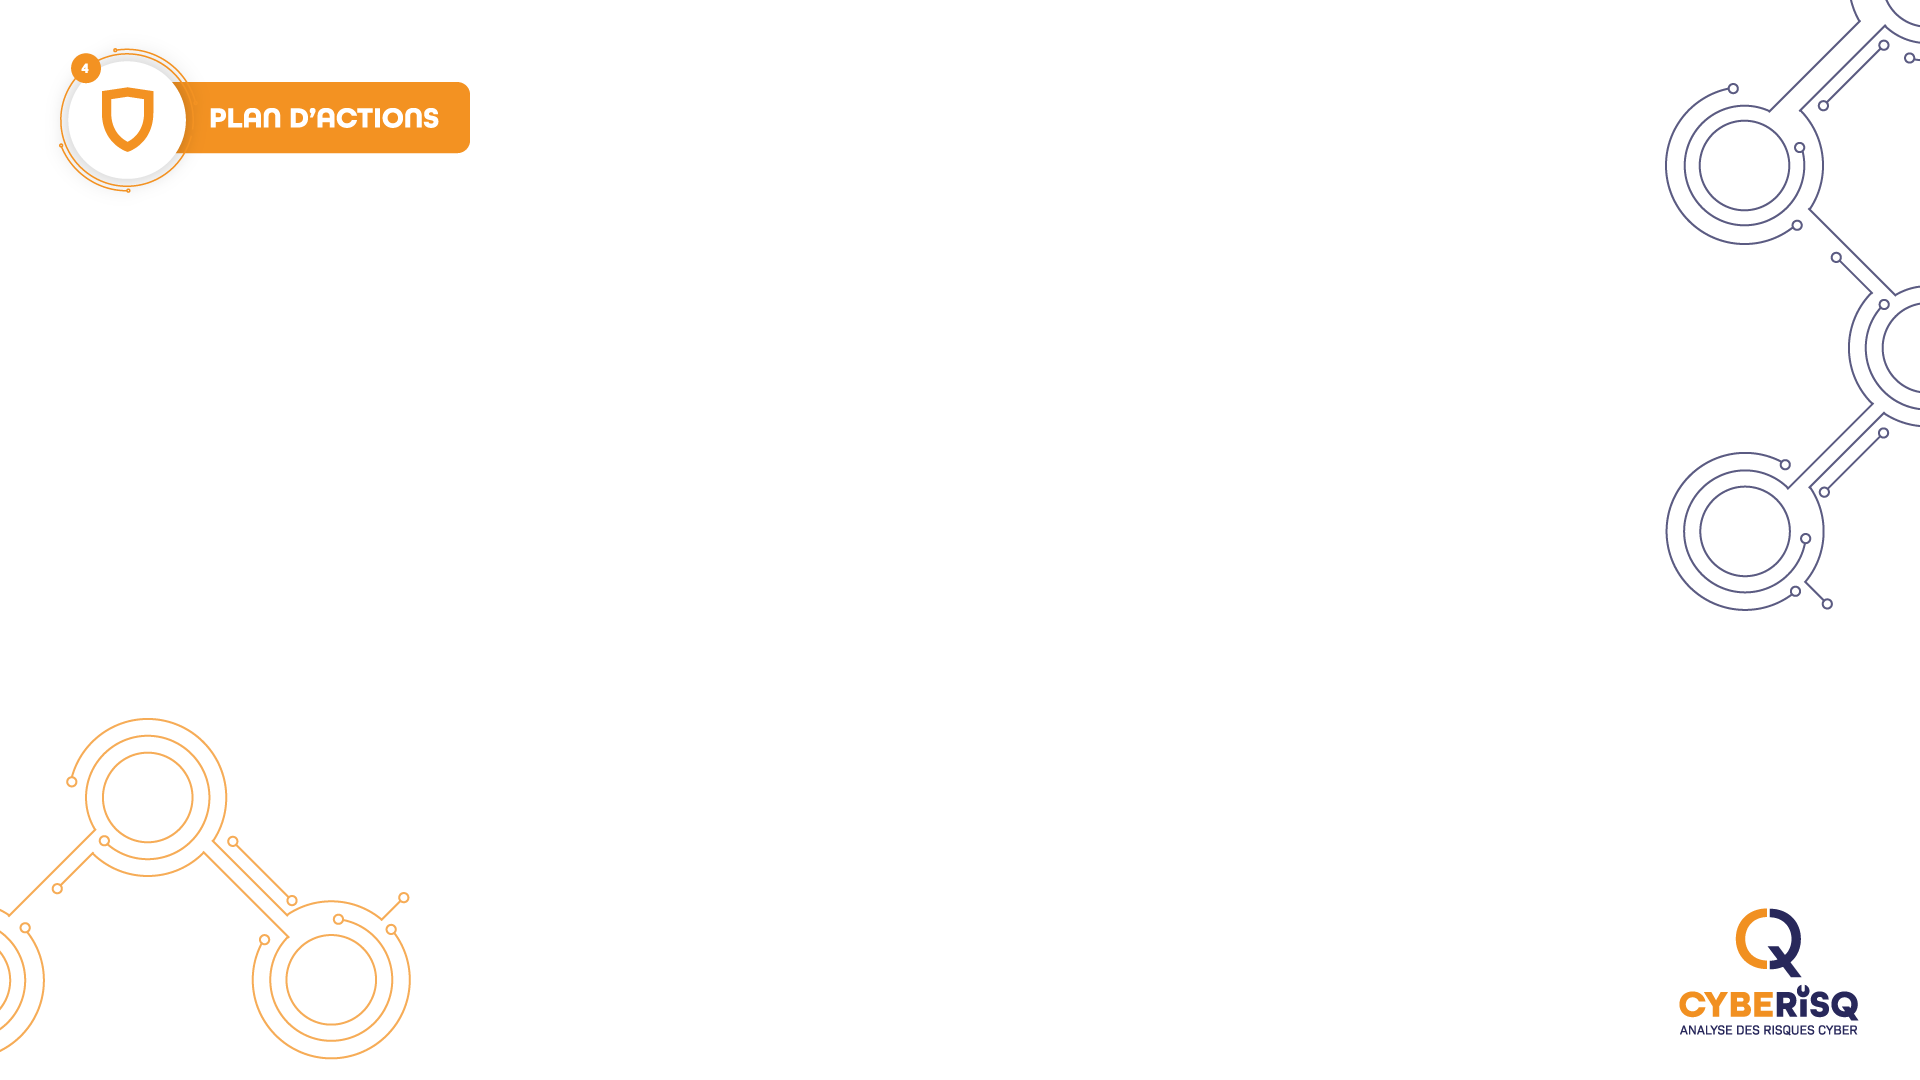 4
PLAN D'ACTIONS
CYBERiSQ
ANALYSE DES RISQUES CYBER